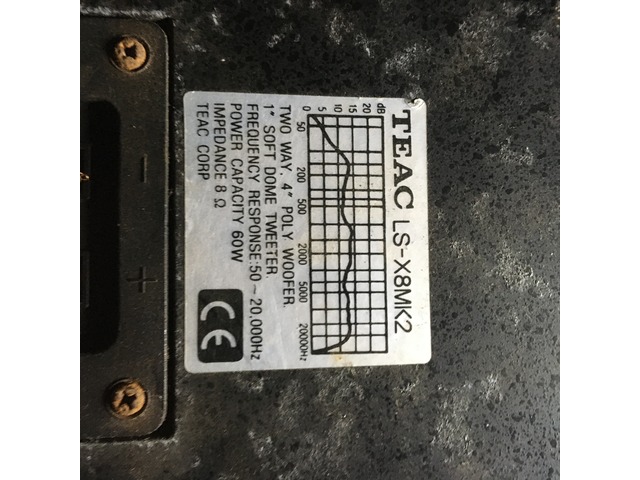 TEAC LS-X8MK2
dB
20
15
10
5
0
50 200 500 2000 5000 20000Hz
TWO WAY, 4" POLY WOOFER.
1" SOFT DOME TWEETER.
FREQUENCY RESPONSE:50-20,000Hz
POWER CAPACITY 60W
IMPEDANCE 8 Ω
TEAC CORP
CE
- +